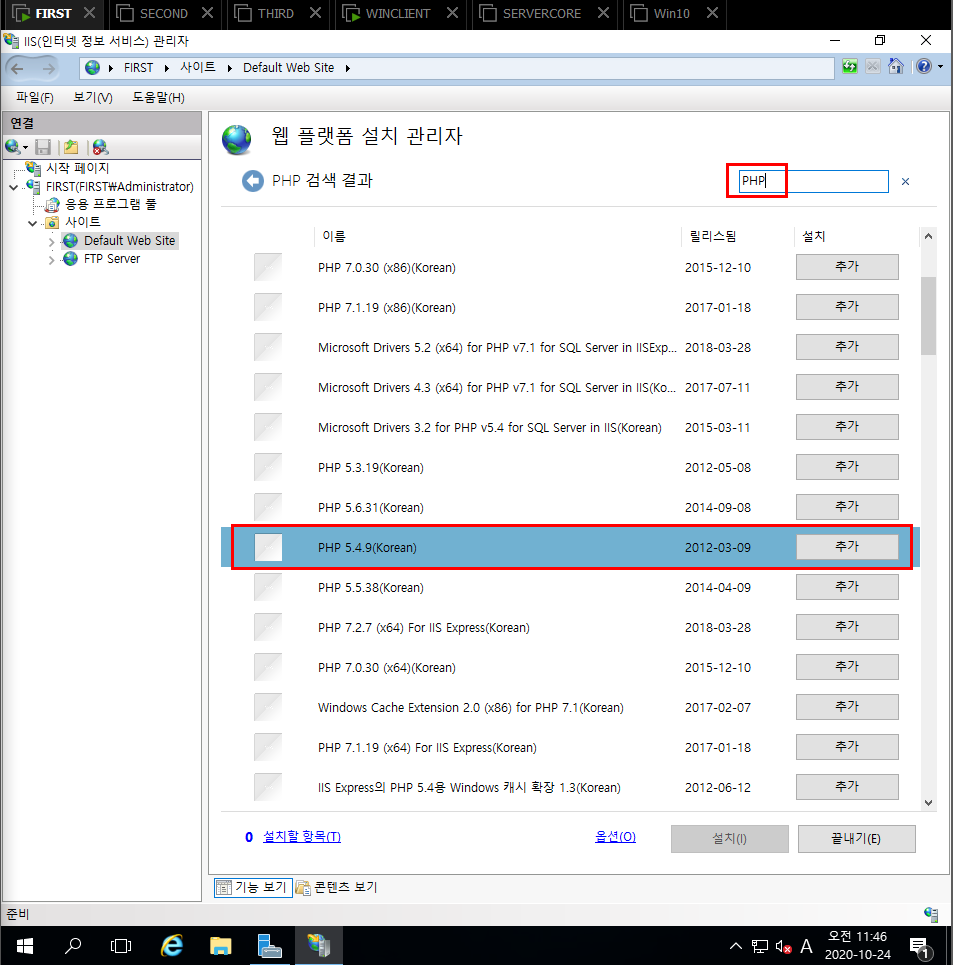 FIRST SECOND THIRD WINCLIENT SERVERCORE Win10
IIS(인터넷 정보 서비스) 관리자
FIRST 사이트 Default Web Site
파일(F) 보기(V) 도움말(H)
연결
시작 페이지
FIRST(FIRST₩Administrator)
응용 프로그램 풀
사이트
Default Web Site
FTP Server
웹 플랫폼 설치 관리자
PHP 검색 결과
PHP
이름 릴리스됨 설치
PHP 7.0.30 (x86)(Korean) 2015-12-10 추가
PHP 7.1.19 (x86)(Korean) 2017-01-18 추가
Microsoft Drivers 5.2 (x64) for PHP v7.1 for SQL Server in IISExp... 2018-03-28 추가
Microsoft Drivers 4.3 (x64) for PHP v7.1 for SQL Server in IIS(Ko... 2017-07-11 추가
Microsoft Drivers 3.2 for PHP v5.4 for SQL Server in IIS(Korean) 2015-03-11 추가
PHP 5.3.19(Korean) 2012-05-08 추가
PHP 5.6.31(Korean) 2014-09-08 추가
PHP 5.4.9(Korean) 2012-03-09 추가
PHP 5.5.38(Korean) 2014-04-09 추가
PHP 7.2.7 (x64) For IIS Express(Korean) 2018-03-28 추가
PHP 7.0.30 (x64)(Korean) 2015-12-10 추가
Windows Cache Extension 2.0 (x86) for PHP 7.1(Korean) 2017-02-07 추가
PHP 7.1.19 (x64) For IIS Express(Korean) 2017-01-18 추가
IIS Express의 PHP 5.4용 Windows 캐시 확장 1.3(Korean) 2012-06-12 추가
0 설치할 항목(T) 옵션(O) 설치(I) 끝내기(E)
기능 보기 콘텐츠 보기
준비
A 오전 11:46
2020-10-24
1